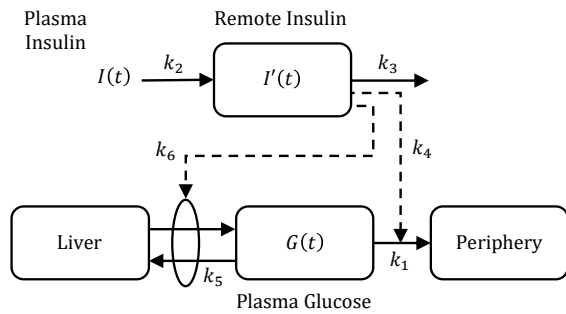 Plasma
Insulin
Remote Insulin
I(t)
k₂
I′(t)
k₃
k₆
k₄
Liver
G(t)
Periphery
k₅
k₁
Plasma Glucose